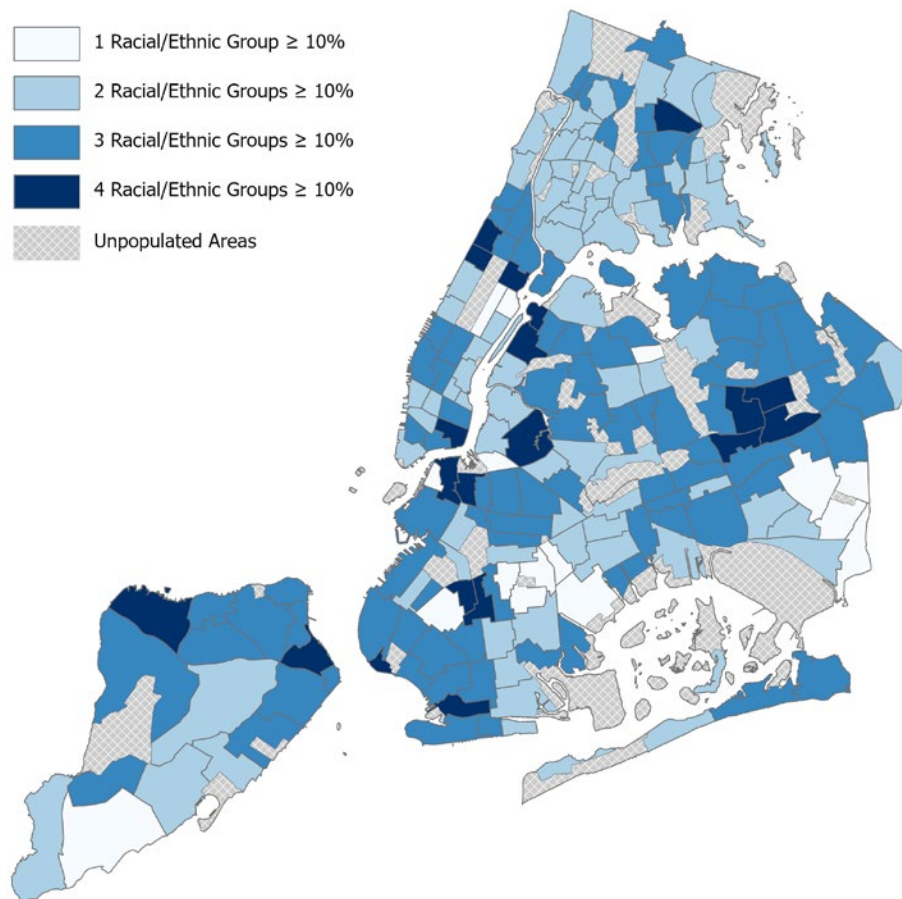 1 Racial/Ethnic Group ≥ 10%
2 Racial/Ethnic Groups ≥ 10%
3 Racial/Ethnic Groups ≥ 10%
4 Racial/Ethnic Groups ≥ 10%
Unpopulated Areas